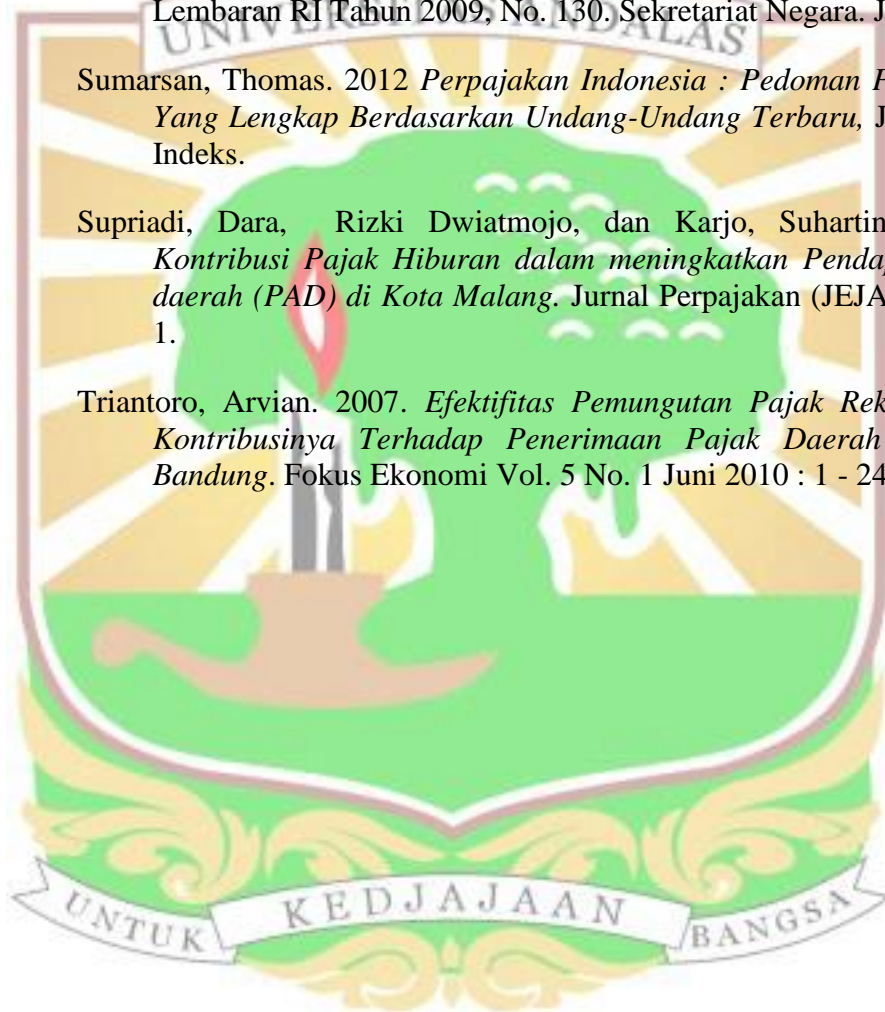 Lembaran RI Tahun 2009, No. 130. Sekretariat Negara. J
UNIVERSITAS ANDALAS
Sumarsan, Thomas. 2012 Perpajakan Indonesia : Pedoman P
Yang Lengkap Berdasarkan Undang-Undang Terbaru, J
Indeks.
Supriadi, Dara, Rizki Dwiatmojo, dan Karjo, Suhartin
Kontribusi Pajak Hiburan dalam meningkatkan Penda
daerah (PAD) di Kota Malang. Jurnal Perpajakan (JEJA
1.
Triantoro, Arvian. 2007. Efektifitas Pemungutan Pajak Rek
Kontribusinya Terhadap Penerimaan Pajak Daerah
Bandung. Fokus Ekonomi Vol. 5 No. 1 Juni 2010 : 1 - 24
UNTUK KEDJAJAAN BANGSA